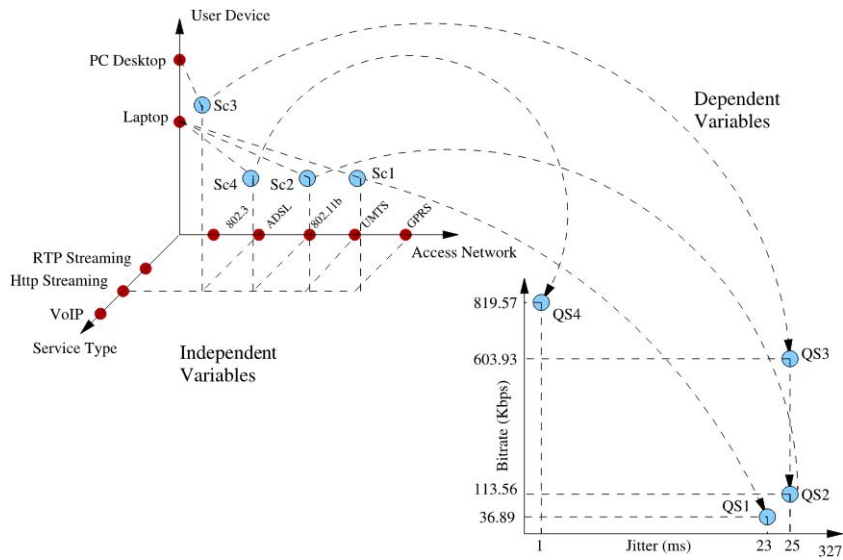 User Device
PC Desktop
Sc3
Laptop
Dependent
Variables
Sc4
Sc2
Sc1
802.3
ADSL
802.11b
UMTS
GPRS
Access Network
RTP Streaming
Http Streaming
VoIP
Service Type
Independent
Variables
819.57
QS4
603.93
QS3
Bitrate (Kbps)
113.56
QS2
QS1
36.89
1
Jitter (ms)
23
25
327